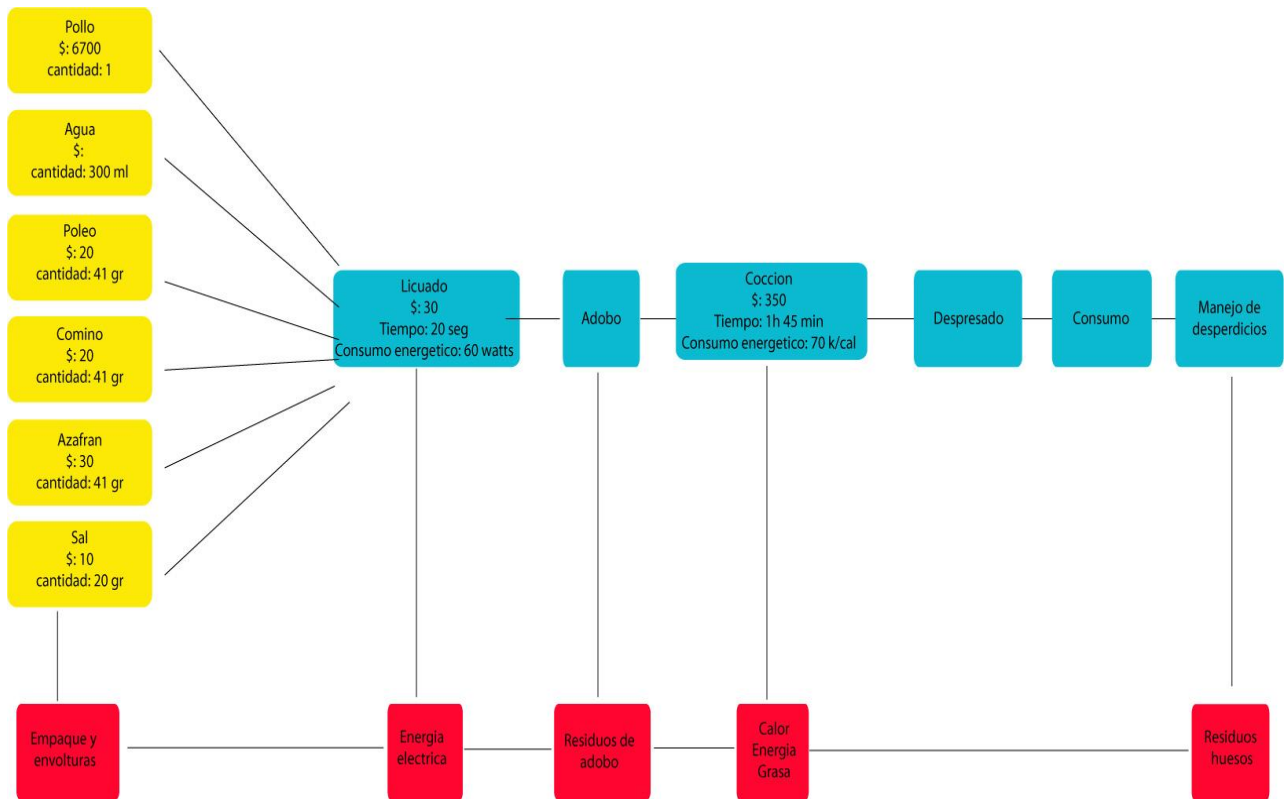 Pollo
$: 6700
cantidad: 1
Agua
$:
cantidad: 300 ml
Poleo
$: 20
cantidad: 41 gr
Comino
$: 20
cantidad: 41 gr
Azafran
$: 30
cantidad: 41 gr
Sal
$: 10
cantidad: 20 gr
Licuado
$: 30
Tiempo: 20 seg
Consumo energetico: 60 watts
Adobo
Coccion
$: 350
Tiempo: 1h 45 min
Consumo energetico: 70 k/cal
Despresado
Consumo
Manejo de
desperdicios
Empaque y
envolturas
Energia
electrica
Residuos de
adobo
Calor
Energia
Grasa
Residuos
huesos